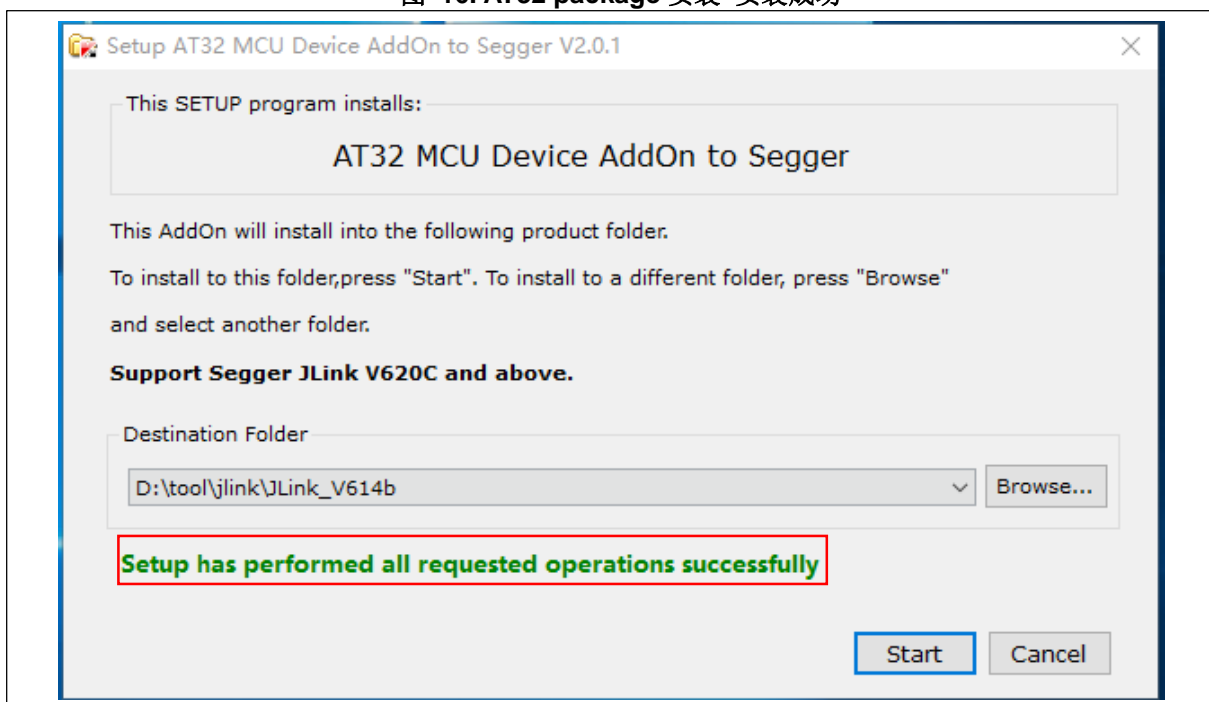 Setup AT32 MCU Device AddOn to Segger V2.0.1
This SETUP program installs:
AT32 MCU Device AddOn to Segger
This AddOn will install into the following product folder.
To install to this folder,press "Start". To install to a different folder, press "Browse"
and select another folder.
Support Segger JLink V620C and above.
Destination Folder
D:\tool\jlink\JLink_V614b
Browse...
Setup has performed all requested operations successfully
Start
Cancel